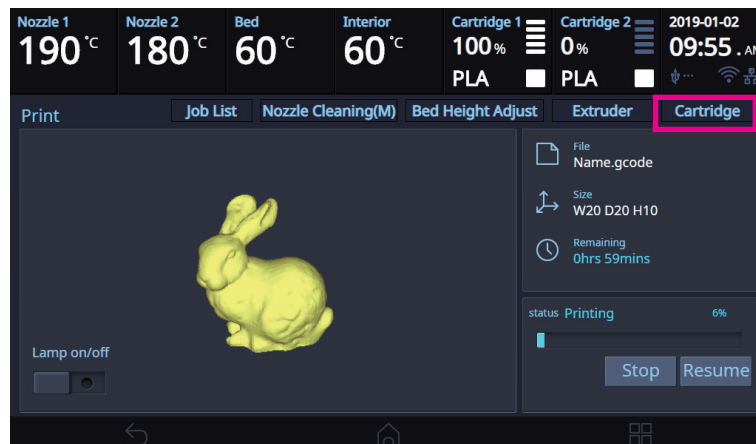 Nozzle 1
190 °C
Nozzle 2
180 °C
Bed
60 °C
Interior
60 °C
Cartridge 1
100 %
PLA
Cartridge 2
0 %
PLA
2019-01-02
09:55 . AM
Print
Job List
Nozzle Cleaning(M)
Bed Height Adjust
Extruder
Cartridge
File
Name.gcode
Size
W20 D20 H10
Remaining
0hrs 59mins
status Printing 6%
Lamp on/off
Stop
Resume